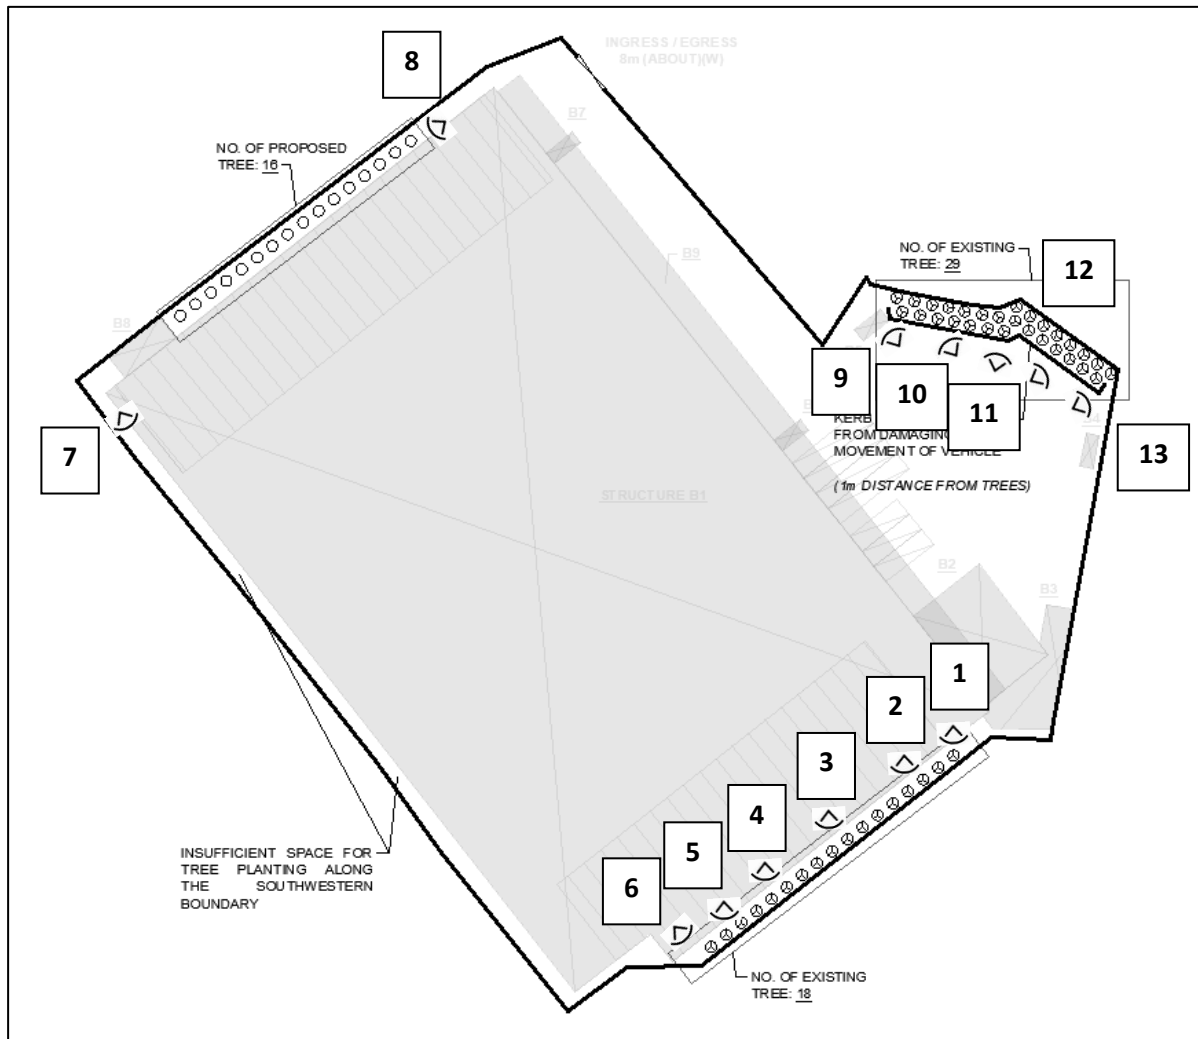 INGRESS / EGRESS
8m (ABOUT)(W)
8
B7
NO. OF PROPOSED
TREE: 16
B9
NO. OF EXISTING
TREE: 29
12
B8
9
10
11
KERB
FROM DAMAGING
MOVEMENT OF VEHICLE
(1m DISTANCE FROM TREES)
B4
13
7
STRUCTURE B1
B2
B3
1
2
3
4
5
6
INSUFFICIENT SPACE FOR
TREE PLANTING ALONG
THE SOUTHWESTERN
BOUNDARY
NO. OF EXISTING
TREE: 18